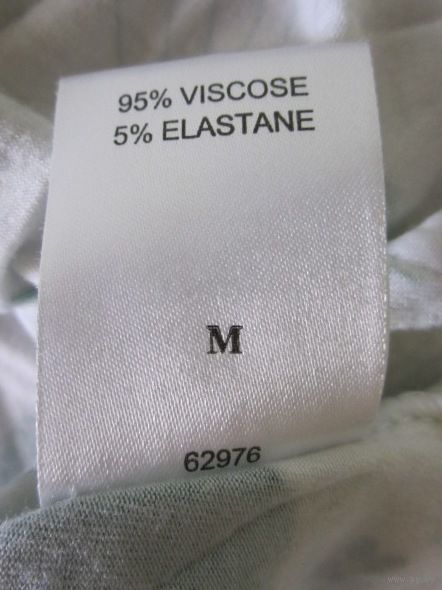 95% VISCOSE
5% ELASTANE
M
62976